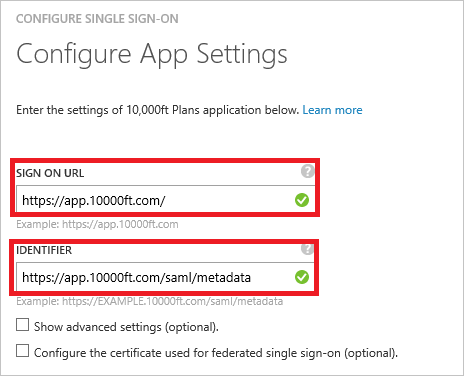 CONFIGURE SINGLE SIGN-ON
Configure App Settings
Enter the settings of 10,000ft Plans application below. Learn more
SIGN ON URL ?
https://app.10000ft.com/
Example: https://app.10000ft.com
IDENTIFIER ?
https://app.10000ft.com/saml/metadata
Example: https://EXAMPLE.10000ft.com/saml/metadata
Show advanced settings (optional).
Configure the certificate used for federated single sign-on (optional).